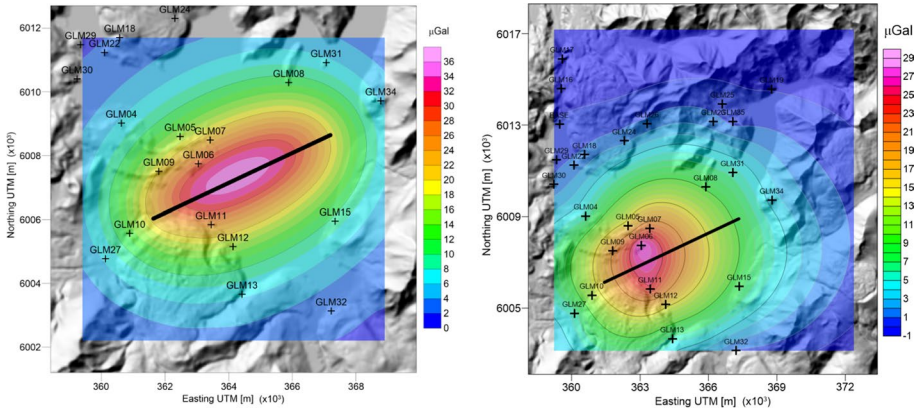 6012
6010
6008
6006
6004
6002
Northing UTM [m] (x10³)
360
362
364
366
368
Easting UTM [m] (x10³)
GLM24
GLM18
GLM29
GLM22
GLM30
GLM31
GLM08
GLM34
GLM04
GLM05
GLM07
GLM06
GLM09
GLM10
GLM11
GLM15
GLM12
GLM27
GLM13
GLM32
μGal
36
34
32
30
28
26
24
22
20
18
16
14
12
10
8
6
4
2
0
6017
6013
6009
6005
Northing UTM [m] (x10³)
360
363
366
369
372
Easting UTM [m] (x10³)
GLM25
GLM24
GLM29
GLM18
GLM30
GLM31
GLM08
GLM34
GLM04
GLM05
GLM07
GLM06
GLM09
GLM10
GLM11
GLM15
GLM12
GLM27
GLM13
GLM32
μGal
29
27
25
23
21
19
17
15
13
11
9
7
5
3
1
-1